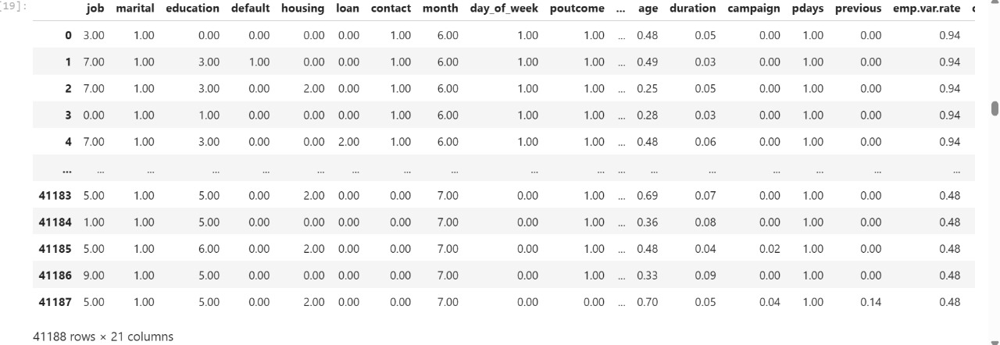 [19]:
job marital education default housing loan contact month day_of_week poutcome ... age duration campaign pdays previous emp.var.rate c
0 3.00 1.00 0.00 0.00 0.00 0.00 1.00 6.00 1.00 1.00 ... 0.48 0.05 0.00 1.00 0.00 0.94
1 7.00 1.00 3.00 1.00 0.00 0.00 1.00 6.00 1.00 1.00 ... 0.49 0.03 0.00 1.00 0.00 0.94
2 7.00 1.00 3.00 0.00 2.00 0.00 1.00 6.00 1.00 1.00 ... 0.25 0.05 0.00 1.00 0.00 0.94
3 0.00 1.00 1.00 0.00 0.00 0.00 1.00 6.00 1.00 1.00 ... 0.28 0.03 0.00 1.00 0.00 0.94
4 7.00 1.00 3.00 0.00 0.00 2.00 1.00 6.00 1.00 1.00 ... 0.48 0.06 0.00 1.00 0.00 0.94
... ... ... ... ... ... ... ... ... ... ... ... ... ... ... ... ... ...
41183 5.00 1.00 5.00 0.00 2.00 0.00 0.00 7.00 0.00 1.00 ... 0.69 0.07 0.00 1.00 0.00 0.48
41184 1.00 1.00 5.00 0.00 0.00 0.00 0.00 7.00 0.00 1.00 ... 0.36 0.08 0.00 1.00 0.00 0.48
41185 5.00 1.00 6.00 0.00 2.00 0.00 0.00 7.00 0.00 1.00 ... 0.48 0.04 0.02 1.00 0.00 0.48
41186 9.00 1.00 5.00 0.00 0.00 0.00 0.00 7.00 0.00 1.00 ... 0.33 0.09 0.00 1.00 0.00 0.48
41187 5.00 1.00 5.00 0.00 2.00 0.00 0.00 7.00 0.00 0.00 ... 0.70 0.05 0.04 1.00 0.14 0.48
41188 rows × 21 columns